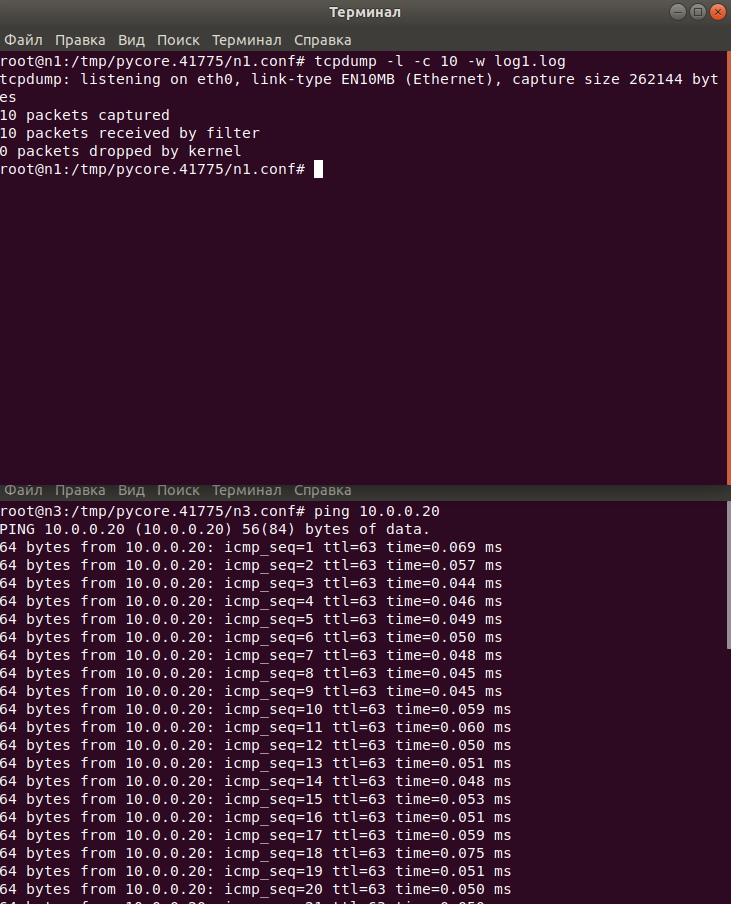 Терминал
Файл Правка Вид Поиск Терминал Справка
root@n1:/tmp/pycore.41775/n1.conf# tcpdump -l -c 10 -w log1.log
tcpdump: listening on eth0, link-type EN10MB (Ethernet), capture size 262144 byt
es
10 packets captured
10 packets received by filter
0 packets dropped by kernel
root@n1:/tmp/pycore.41775/n1.conf#
Файл Правка Вид Поиск Терминал Справка
root@n3:/tmp/pycore.41775/n3.conf# ping 10.0.0.20
PING 10.0.0.20 (10.0.0.20) 56(84) bytes of data.
64 bytes from 10.0.0.20: icmp_seq=1 ttl=63 time=0.069 ms
64 bytes from 10.0.0.20: icmp_seq=2 ttl=63 time=0.057 ms
64 bytes from 10.0.0.20: icmp_seq=3 ttl=63 time=0.044 ms
64 bytes from 10.0.0.20: icmp_seq=4 ttl=63 time=0.046 ms
64 bytes from 10.0.0.20: icmp_seq=5 ttl=63 time=0.049 ms
64 bytes from 10.0.0.20: icmp_seq=6 ttl=63 time=0.050 ms
64 bytes from 10.0.0.20: icmp_seq=7 ttl=63 time=0.048 ms
64 bytes from 10.0.0.20: icmp_seq=8 ttl=63 time=0.045 ms
64 bytes from 10.0.0.20: icmp_seq=9 ttl=63 time=0.045 ms
64 bytes from 10.0.0.20: icmp_seq=10 ttl=63 time=0.059 ms
64 bytes from 10.0.0.20: icmp_seq=11 ttl=63 time=0.060 ms
64 bytes from 10.0.0.20: icmp_seq=12 ttl=63 time=0.050 ms
64 bytes from 10.0.0.20: icmp_seq=13 ttl=63 time=0.051 ms
64 bytes from 10.0.0.20: icmp_seq=14 ttl=63 time=0.048 ms
64 bytes from 10.0.0.20: icmp_seq=15 ttl=63 time=0.053 ms
64 bytes from 10.0.0.20: icmp_seq=16 ttl=63 time=0.051 ms
64 bytes from 10.0.0.20: icmp_seq=17 ttl=63 time=0.059 ms
64 bytes from 10.0.0.20: icmp_seq=18 ttl=63 time=0.075 ms
64 bytes from 10.0.0.20: icmp_seq=19 ttl=63 time=0.051 ms
64 bytes from 10.0.0.20: icmp_seq=20 ttl=63 time=0.050 ms